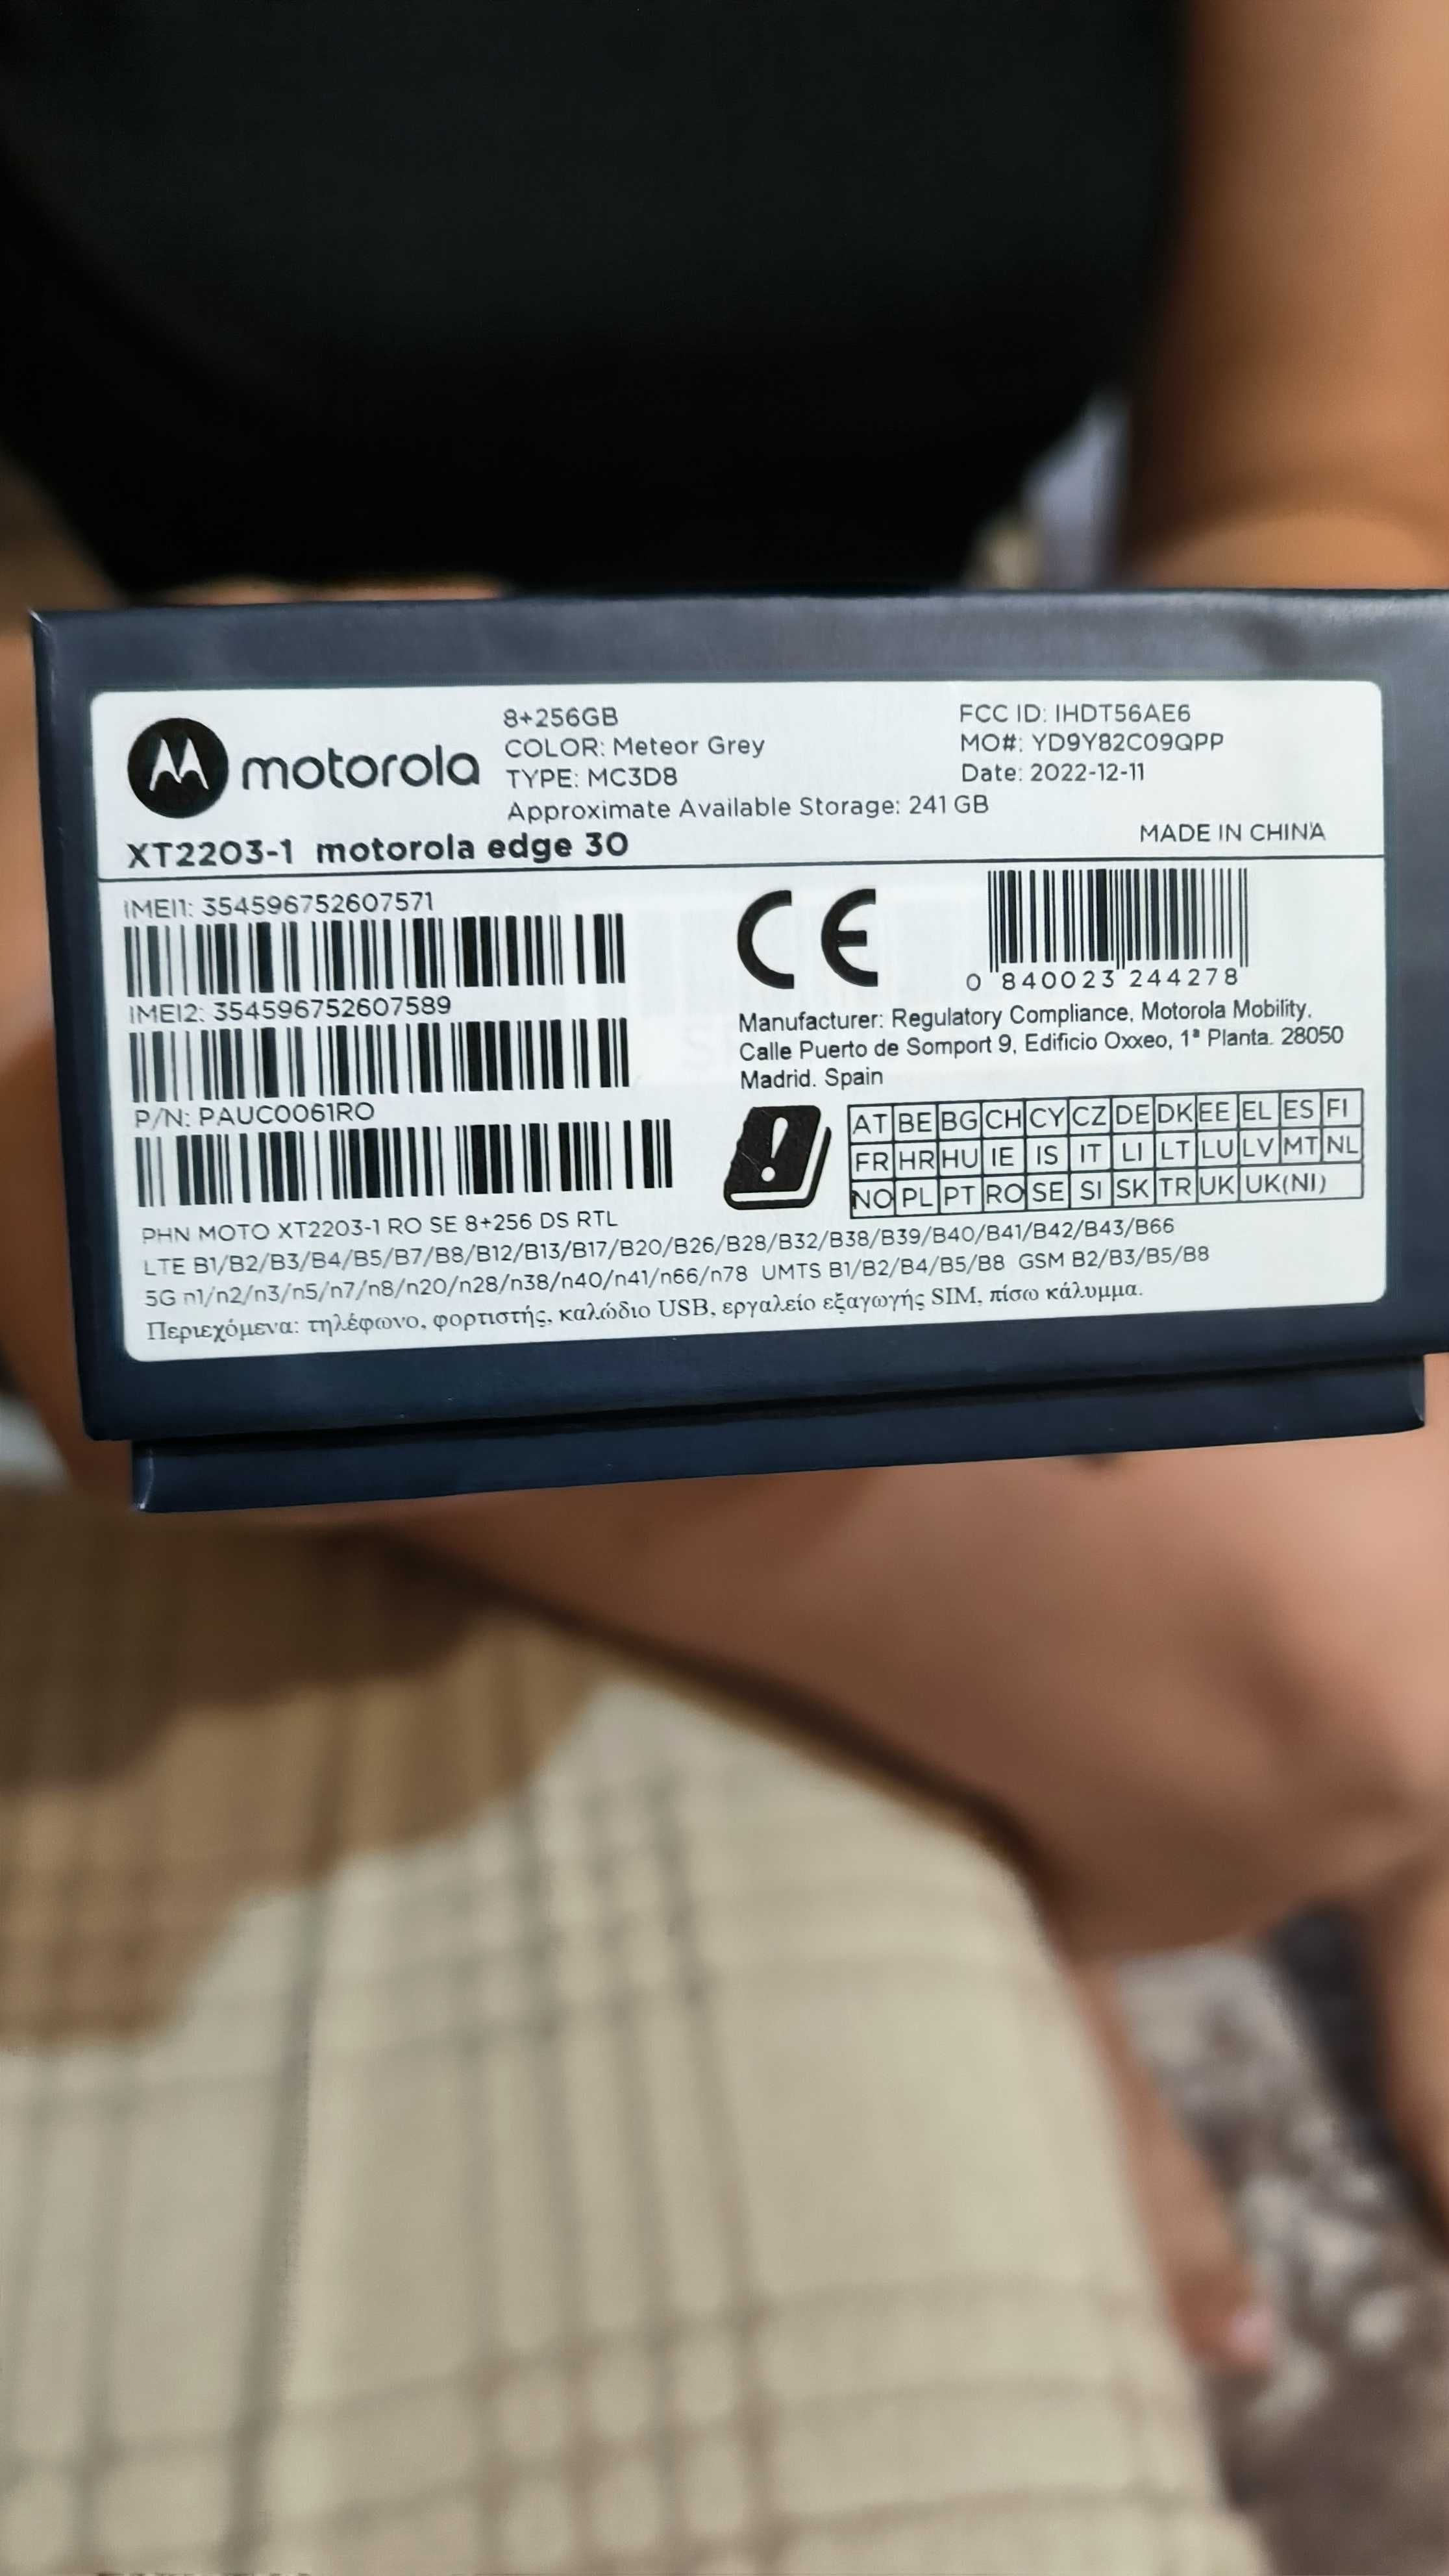 motorola
8+256GB
COLOR: Meteor Grey
TYPE: MC3D8
Approximate Available Storage: 241 GB
FCC ID: IHDT56AE6
MO#: YD9Y82C09QPP
Date: 2022-12-11
MADE IN CHINA
XT2203-1 motorola edge 30
IMEI1: 354596752607571
IMEI2: 354596752607589
P/N: PAUC0061RO
CE
0 840023 244278
Manufacturer: Regulatory Compliance, Motorola Mobility.
Calle Puerto de Somport 9, Edificio Oxxeo, 1ª Planta. 28050
Madrid. Spain
AT BE BG CH CY CZ DE DK EE EL ES FI
FR HR HU IE IS IT LI LT LU LV MT NL
NO PL PT RO SE SI SK TR UK UK(NI)
PHN MOTO XT2203-1 RO SE 8+256 DS RTL
LTE B1/B2/B3/B4/B5/B7/B8/B12/B13/B17/B20/B26/B28/B32/B38/B39/B40/B41/B42/B43/B66
5G n1/n2/n3/n5/n7/n8/n20/n28/n38/n40/n41/n66/n78 UMTS B1/B2/B4/B5/B8 GSM B2/B3/B5/B8
Περιεχόμενα: τηλέφωνο, φορτιστής, καλώδιο USB, εργαλείο εξαγωγής SIM, πίσω κάλυμμα.